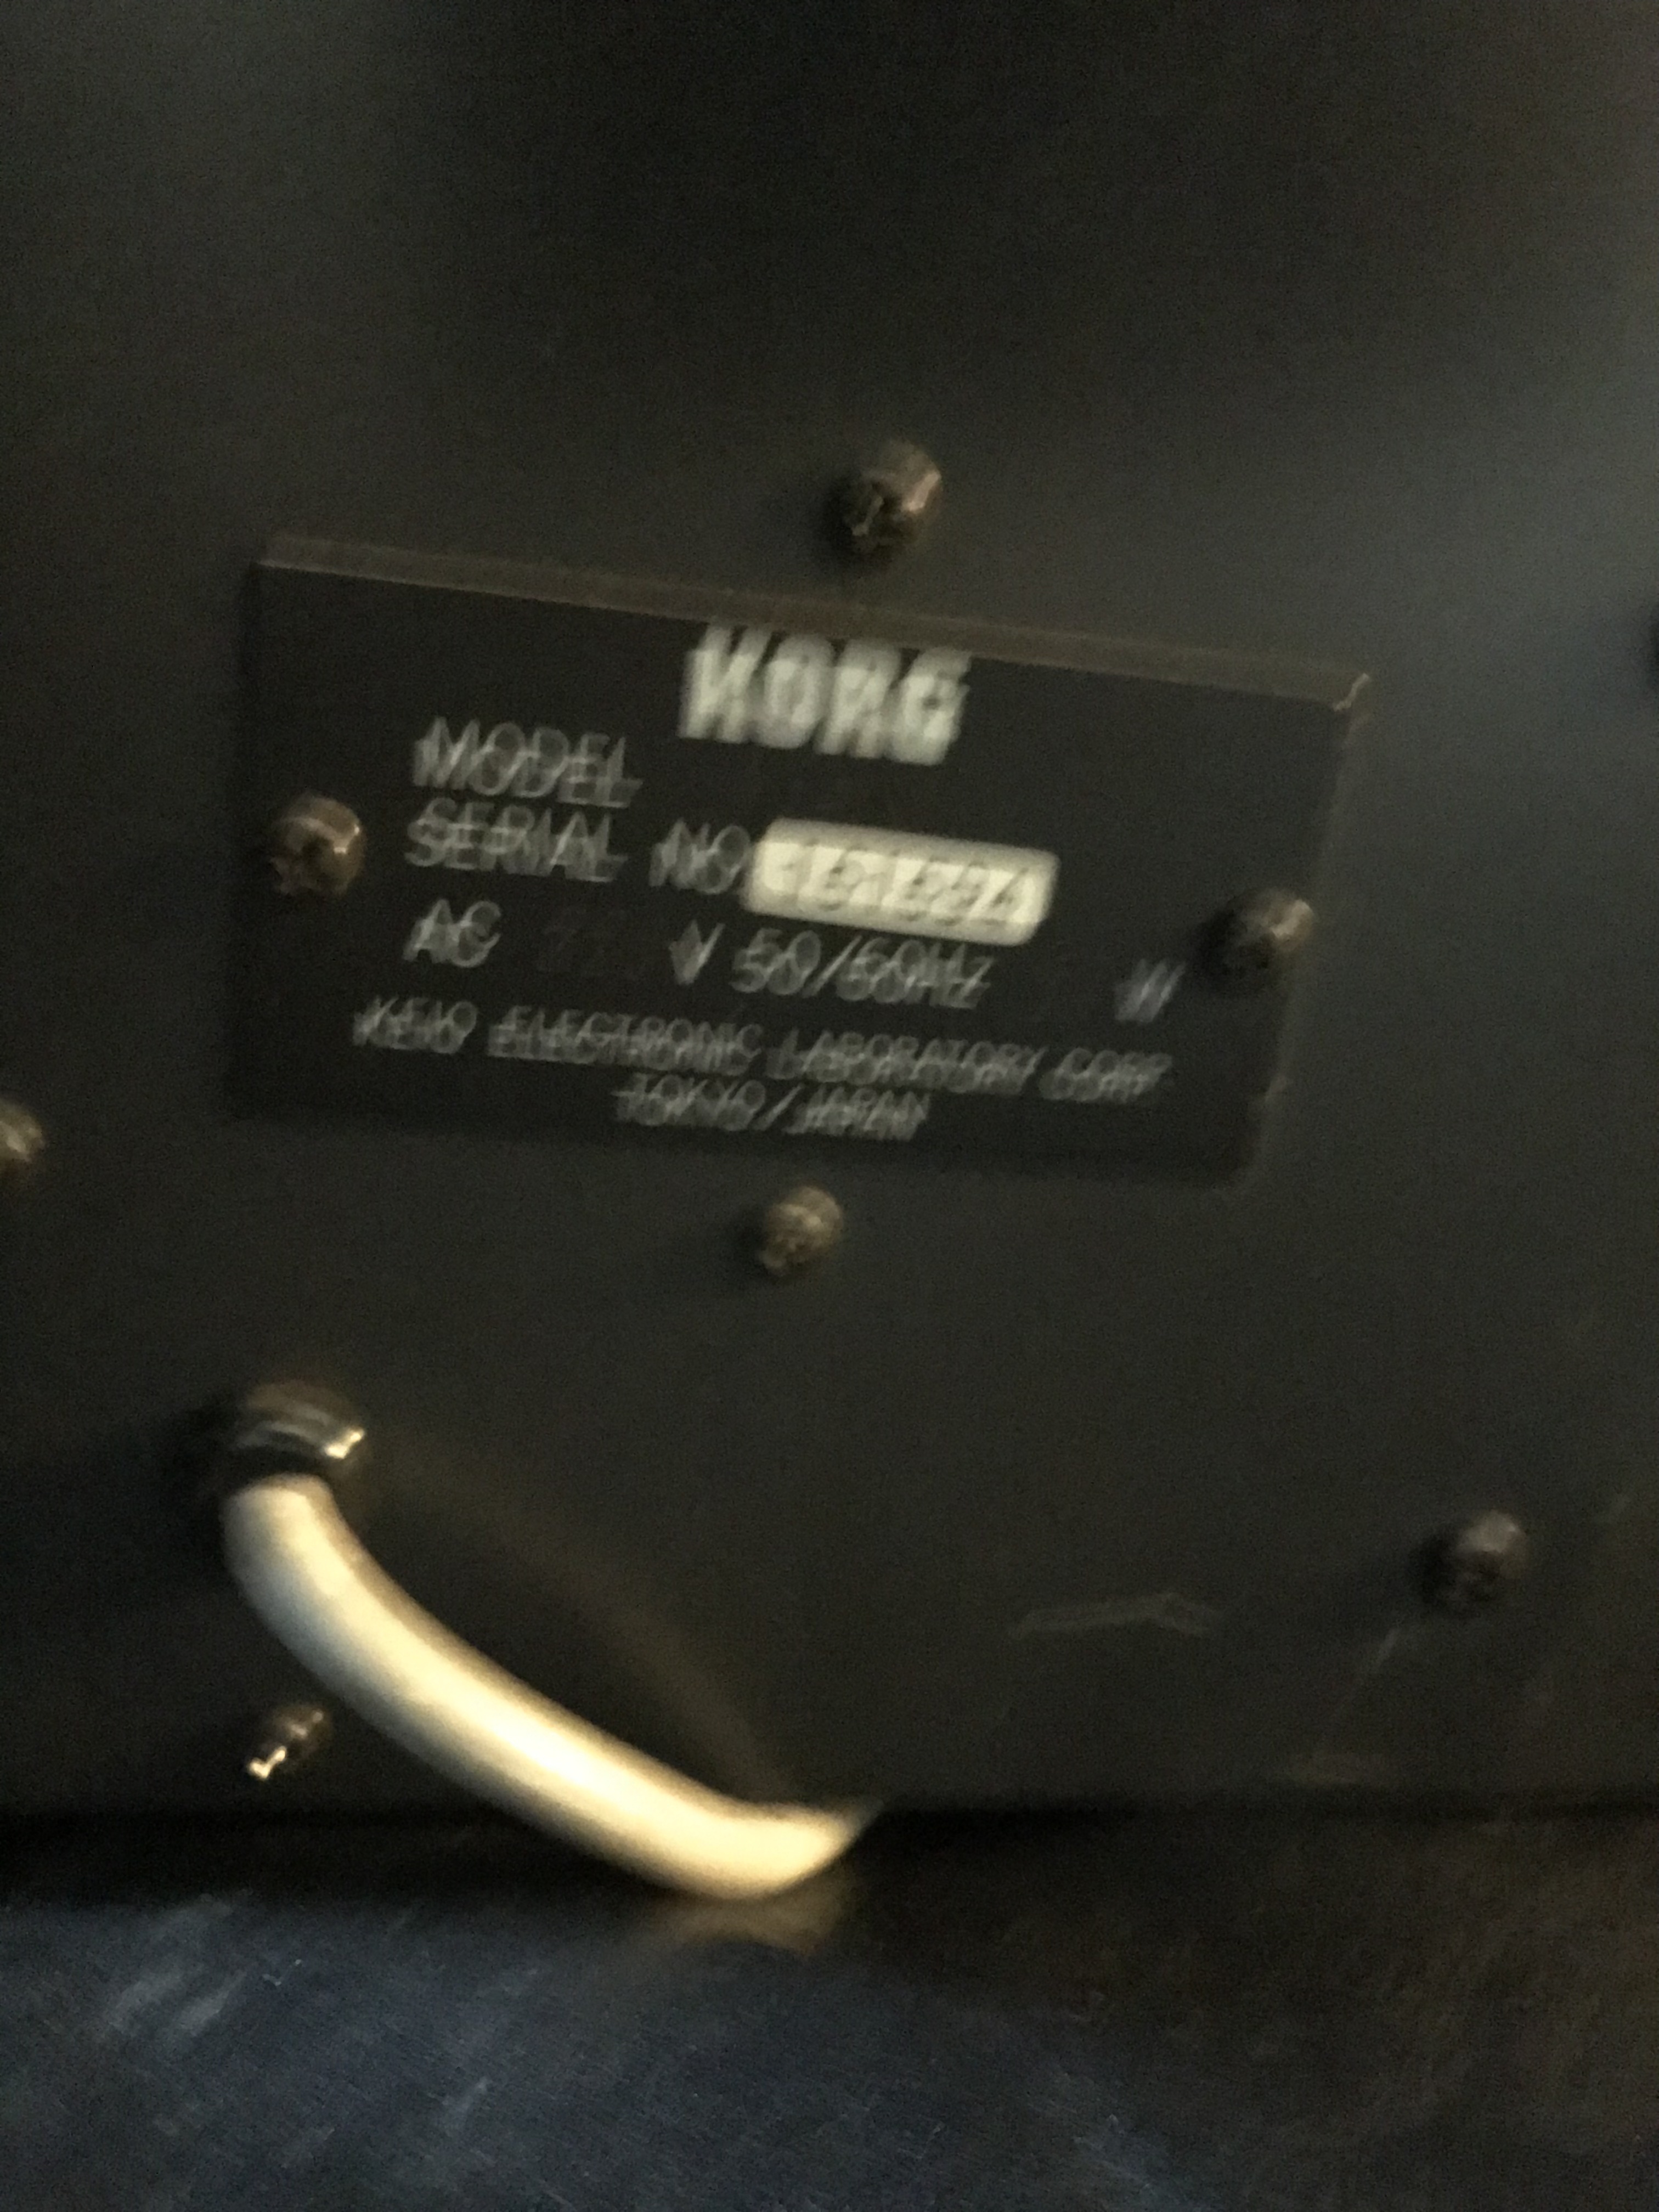 KORG
MODEL
SERIAL NO.
AC V 50/60Hz W
KEIO ELECTRONIC LABORATORY CORP
TOKYO/JAPAN